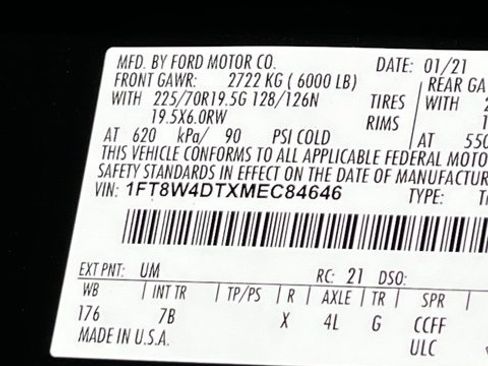 MFD. BY FORD MOTOR CO. DATE: 01/21
FRONT GAWR: 2722 KG ( 6000 LB) REAR GA
WITH 225/70R19.5G 128/126N TIRES WITH
19.5X6.0RW RIMS
AT 620 kPa/ 90 PSI COLD AT 550
THIS VEHICLE CONFORMS TO ALL APPLICABLE FEDERAL MOTO
SAFETY STANDARDS IN EFFECT ON THE DATE OF MANUFACTUR
VIN: 1FT8W4DTXMEC84646 TYPE:
EXT PNT: UM RC: 21 DSO:
WB | INT TR | TP/PS | R | AXLE | TR | SPR |
176 7B X 4L G CCFF
MADE IN U.S.A. ULC